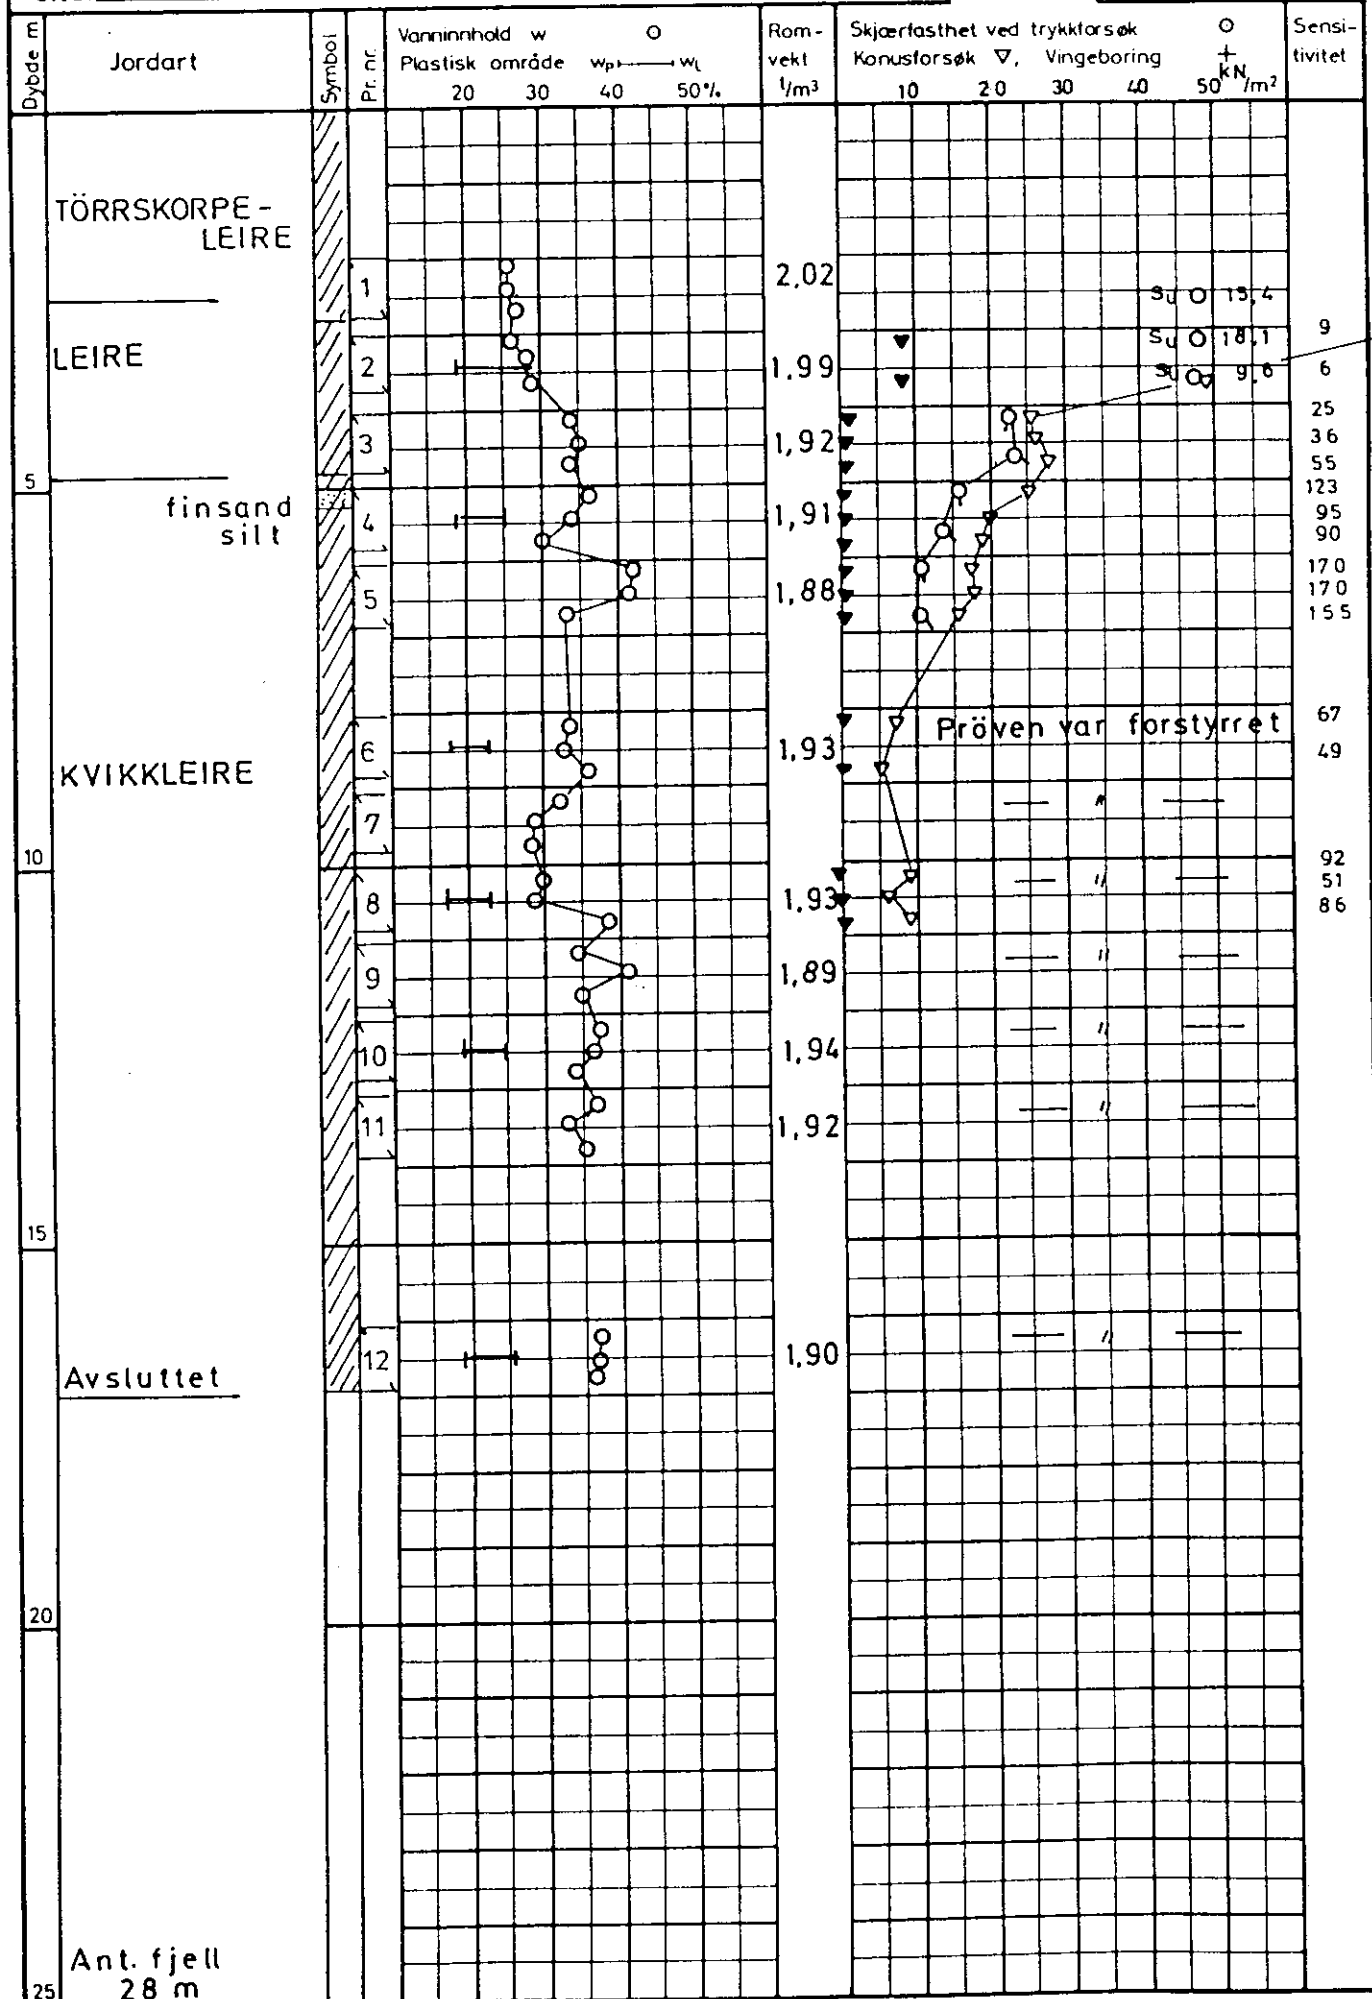 Dybde m
Jordart
Symbol
Pr. nr.
Vanninnhold w
Plastisk område wp wL
20 30 40 50%
Rom-
vekt
t/m³
Skjærfasthet ved trykkforsøk
Konusforsøk ▽, Vingeboring +
kN/m²
10 20 30 40 50
Sensi-
tivitet
TÖRRSKORPE-
LEIRE
1
2,02
Su 15,4
Su 18,1
9
LEIRE
2
1,99
Su
6
25
3
1,92
36
55
5
finsand
silt
4
1,91
123
95
90
170
5
1,88
170
155
67
Pröven var forstyrret
6
1,93
49
KVIKKLEIRE
〃
7
10
92
〃
51
8
1,93
86
〃
9
1,89
〃
10
1,94
〃
11
1,92
15
〃
12
1,90
Avsluttet
20
Ant. fjell
28 m
25